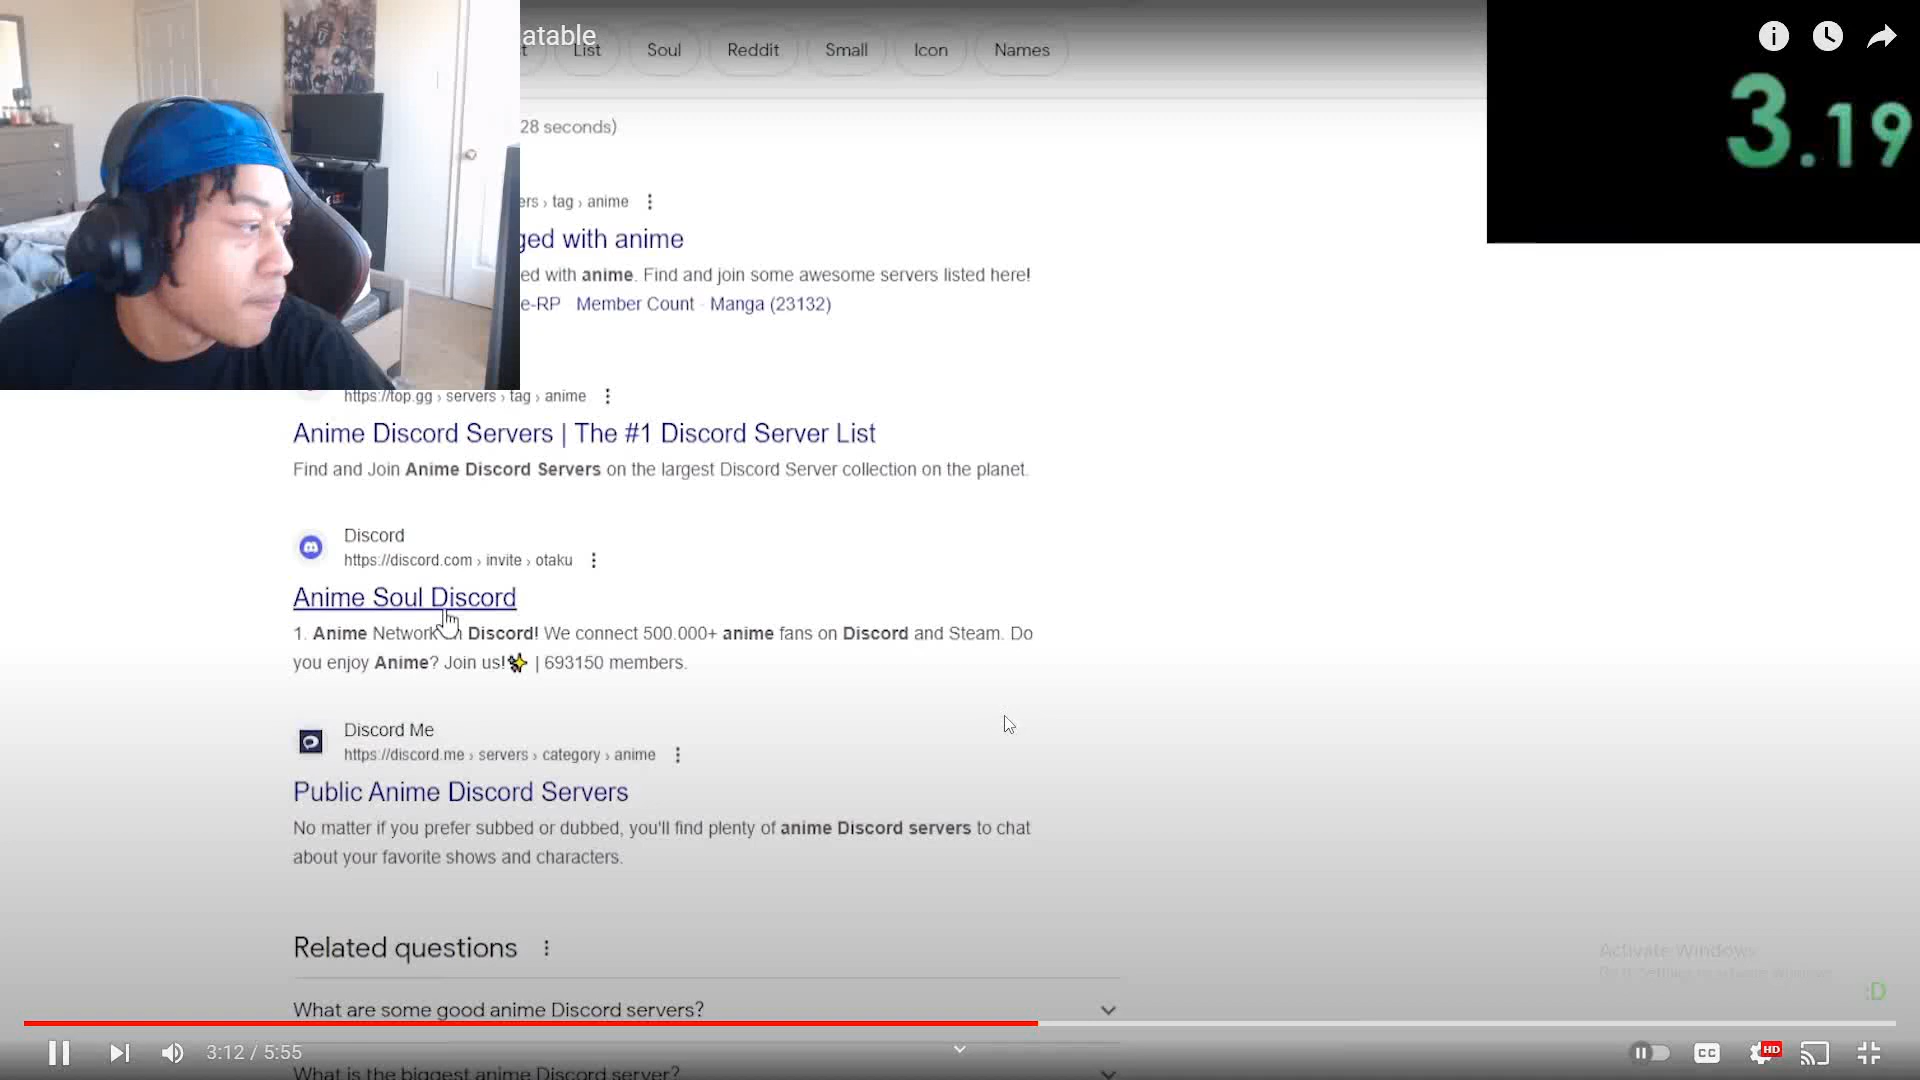 atable
t
List
Soul
Reddit
Small
Icon
Names
3.19
28 seconds)
ers › tag › anime
ged with anime
ed with anime. Find and join some awesome servers listed here!
e-RP Member Count · Manga (23132)
https://top.gg › servers › tag › anime
Anime Discord Servers | The #1 Discord Server List
Find and Join Anime Discord Servers on the largest Discord Server collection on the planet.
Discord
https://discord.com › invite › otaku
Anime Soul Discord
1. Anime Network Discord! We connect 500.000+ anime fans on Discord and Steam. Do
you enjoy Anime? Join us!✨ | 693150 members.
Discord Me
https://discord.me › servers › category › anime
Public Anime Discord Servers
No matter if you prefer subbed or dubbed, you'll find plenty of anime Discord servers to chat
about your favorite shows and characters.
Related questions
Activate Windows
:D
What are some good anime Discord servers?
3:12 / 5:55
CC
HD
What is the biggest anime Discord server?